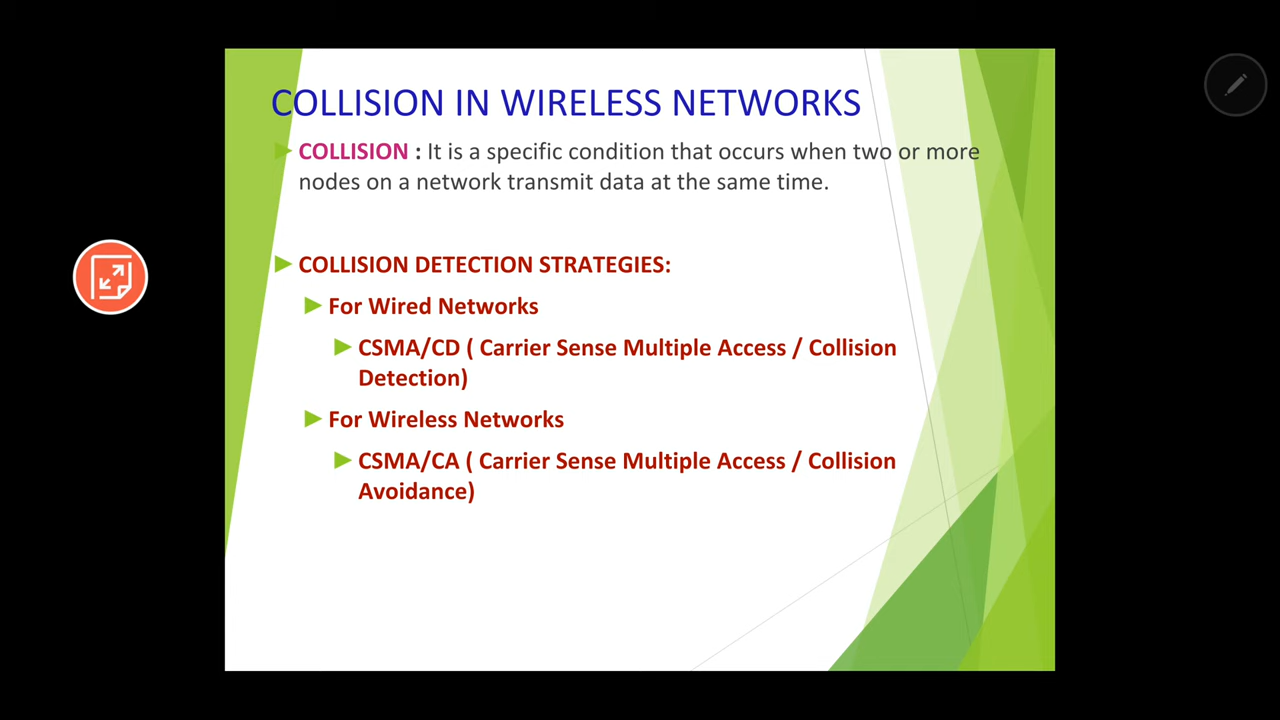 COLLISION IN WIRELESS NETWORKS
COLLISION : It is a specific condition that occurs when two or more
nodes on a network transmit data at the same time.
COLLISION DETECTION STRATEGIES:
For Wired Networks
CSMA/CD ( Carrier Sense Multiple Access / Collision
Detection)
For Wireless Networks
CSMA/CA ( Carrier Sense Multiple Access / Collision
Avoidance)